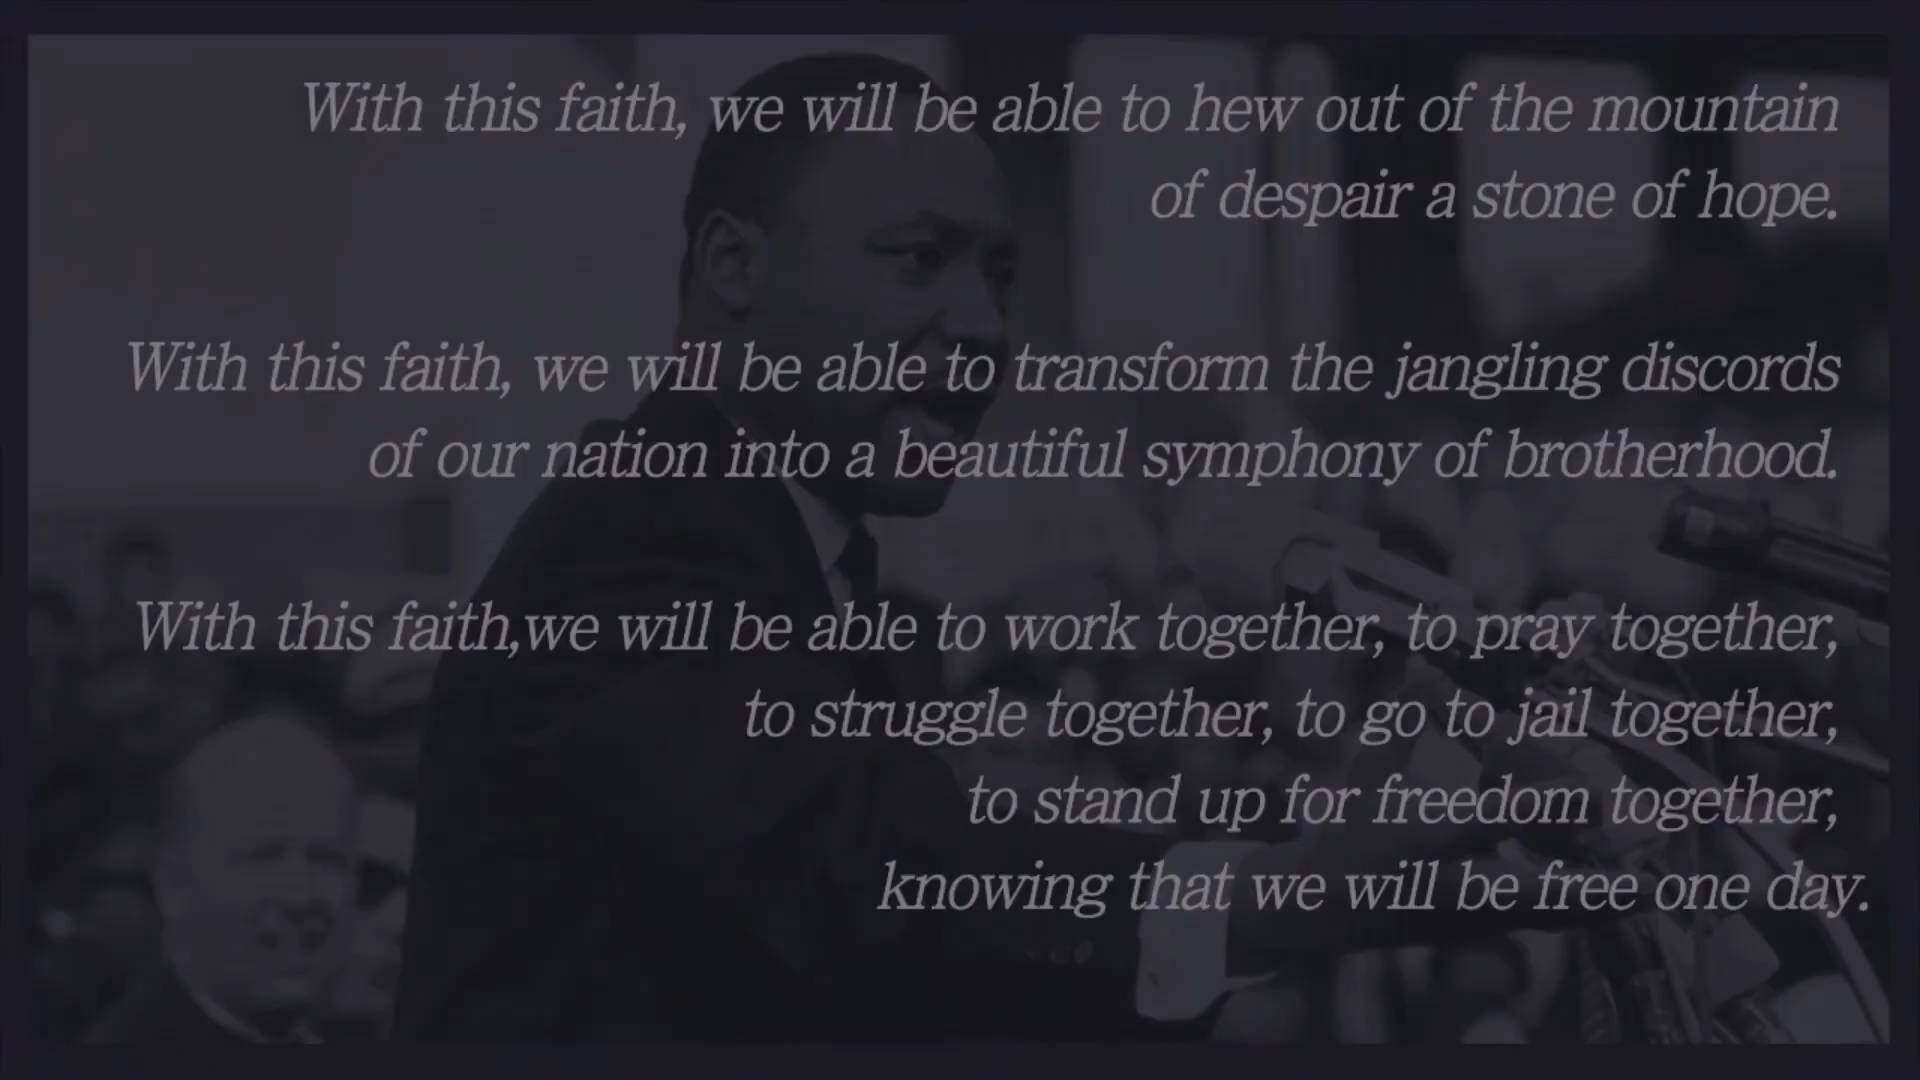 With this faith, we will be able to hew out of the mountain
of despair a stone of hope.
With this faith, we will be able to transform the jangling discords
of our nation into a beautiful symphony of brotherhood.
With this faith,we will be able to work together, to pray together,
to struggle together, to go to jail together,
to stand up for freedom together,
knowing that we will be free one day.